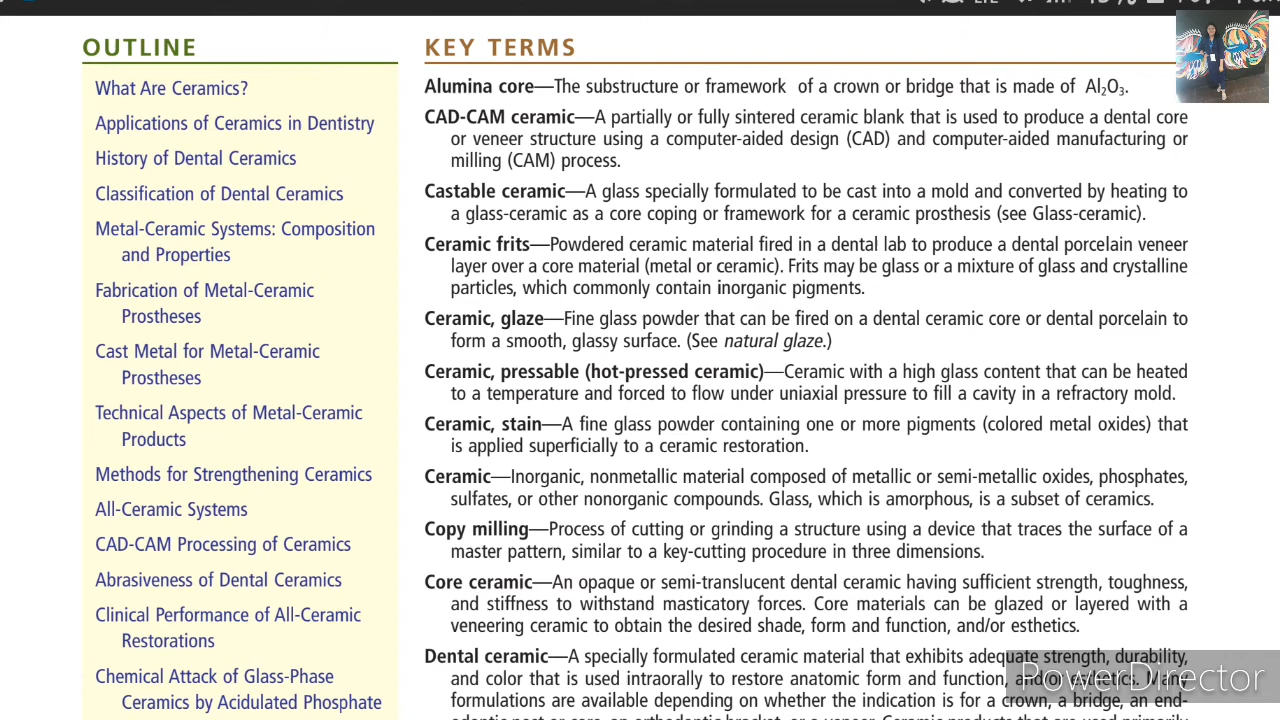 OUTLINE
What Are Ceramics?
Applications of Ceramics in Dentistry
History of Dental Ceramics
Classification of Dental Ceramics
Metal-Ceramic Systems: Composition
and Properties
Fabrication of Metal-Ceramic
Prostheses
Cast Metal for Metal-Ceramic
Prostheses
Technical Aspects of Metal-Ceramic
Products
Methods for Strengthening Ceramics
All-Ceramic Systems
CAD-CAM Processing of Ceramics
Abrasiveness of Dental Ceramics
Clinical Performance of All-Ceramic
Restorations
Chemical Attack of Glass-Phase
Ceramics by Acidulated Phosphate
KEY TERMS
Alumina core—The substructure or framework of a crown or bridge that is made of Al₂O₃.
CAD-CAM ceramic—A partially or fully sintered ceramic blank that is used to produce a dental core
or veneer structure using a computer-aided design (CAD) and computer-aided manufacturing or
milling (CAM) process.
Castable ceramic—A glass specially formulated to be cast into a mold and converted by heating to
a glass-ceramic as a core coping or framework for a ceramic prosthesis (see Glass-ceramic).
Ceramic frits—Powdered ceramic material fired in a dental lab to produce a dental porcelain veneer
layer over a core material (metal or ceramic). Frits may be glass or a mixture of glass and crystalline
particles, which commonly contain inorganic pigments.
Ceramic, glaze—Fine glass powder that can be fired on a dental ceramic core or dental porcelain to
form a smooth, glassy surface. (See natural glaze.)
Ceramic, pressable (hot-pressed ceramic)—Ceramic with a high glass content that can be heated
to a temperature and forced to flow under uniaxial pressure to fill a cavity in a refractory mold.
Ceramic, stain—A fine glass powder containing one or more pigments (colored metal oxides) that
is applied superficially to a ceramic restoration.
Ceramic—Inorganic, nonmetallic material composed of metallic or semi-metallic oxides, phosphates,
sulfates, or other nonorganic compounds. Glass, which is amorphous, is a subset of ceramics.
Copy milling—Process of cutting or grinding a structure using a device that traces the surface of a
master pattern, similar to a key-cutting procedure in three dimensions.
Core ceramic—An opaque or semi-translucent dental ceramic having sufficient strength, toughness,
and stiffness to withstand masticatory forces. Core materials can be glazed or layered with a
veneering ceramic to obtain the desired shade, form and function, and/or esthetics.
Dental ceramic—A specially formulated ceramic material that exhibits adequate strength, durability,
and color that is used intraorally to restore anatomic form and function, and/or esthetics. Many
formulations are available depending on whether the indication is for a crown, a bridge, an end-
PowerDirector